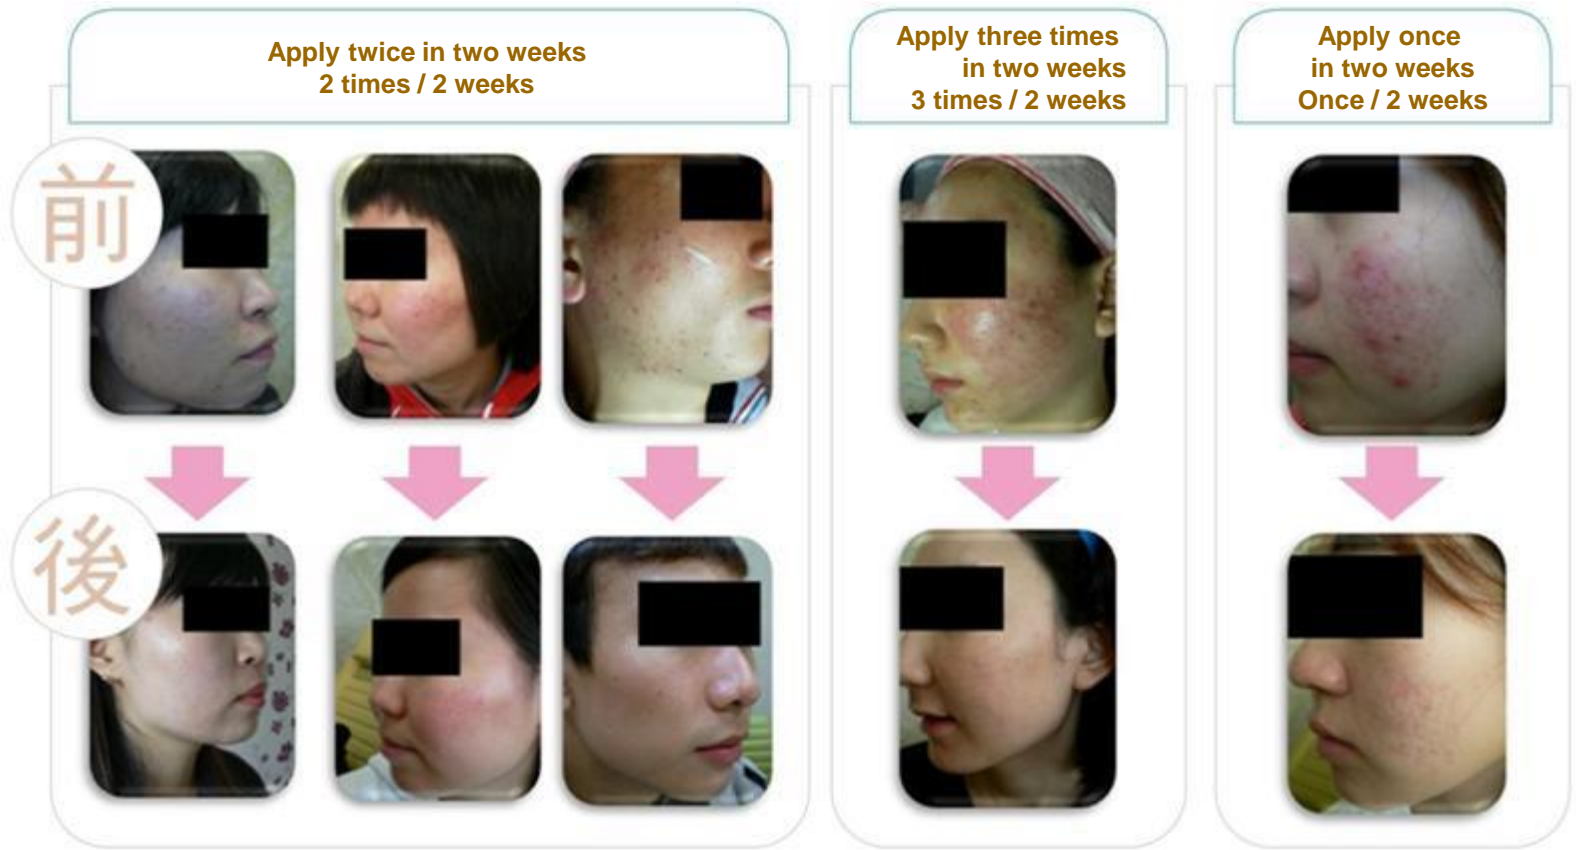 Apply twice in two weeks
2 times / 2 weeks
Apply three times
in two weeks
3 times / 2 weeks
Apply once
in two weeks
Once / 2 weeks
前
後